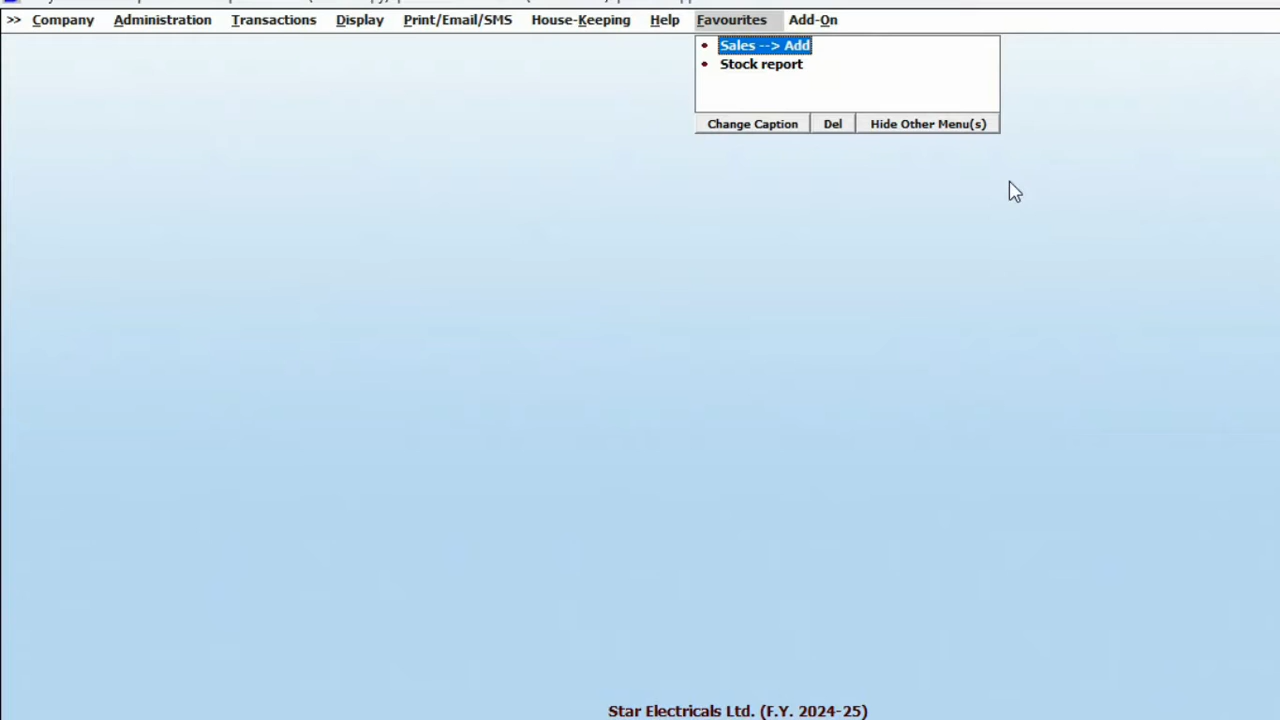 >> Company Administration Transactions Display Print/Email/SMS House-Keeping Help Favourites Add-On
Sales --> Add
Stock report
Change Caption Del Hide Other Menu(s)
Star Electricals Ltd. (F.Y. 2024-25)